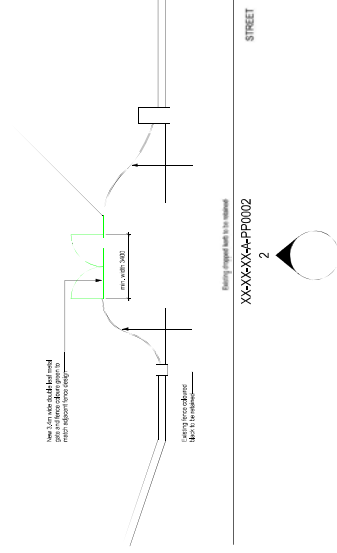 STREET
Existing dropped kerb to be retained
XX-XX-XX-A-PP0002
2
min. width 3400
New 3.4m wide double leaf metal
gate and fence colour green to
match adjacent fence design
Existing fence coloured
black to be retained